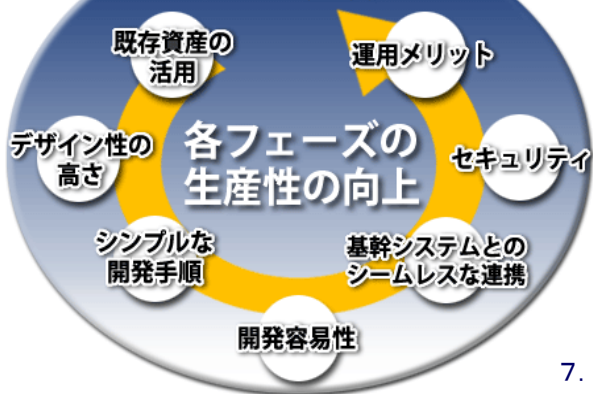 既存資産の
活用
運用メリット
デザイン性の
高さ
各フェーズの
生産性の向上
セキュリティ
シンプルな
開発手順
基幹システムとの
シームレスな連携
開発容易性
7.